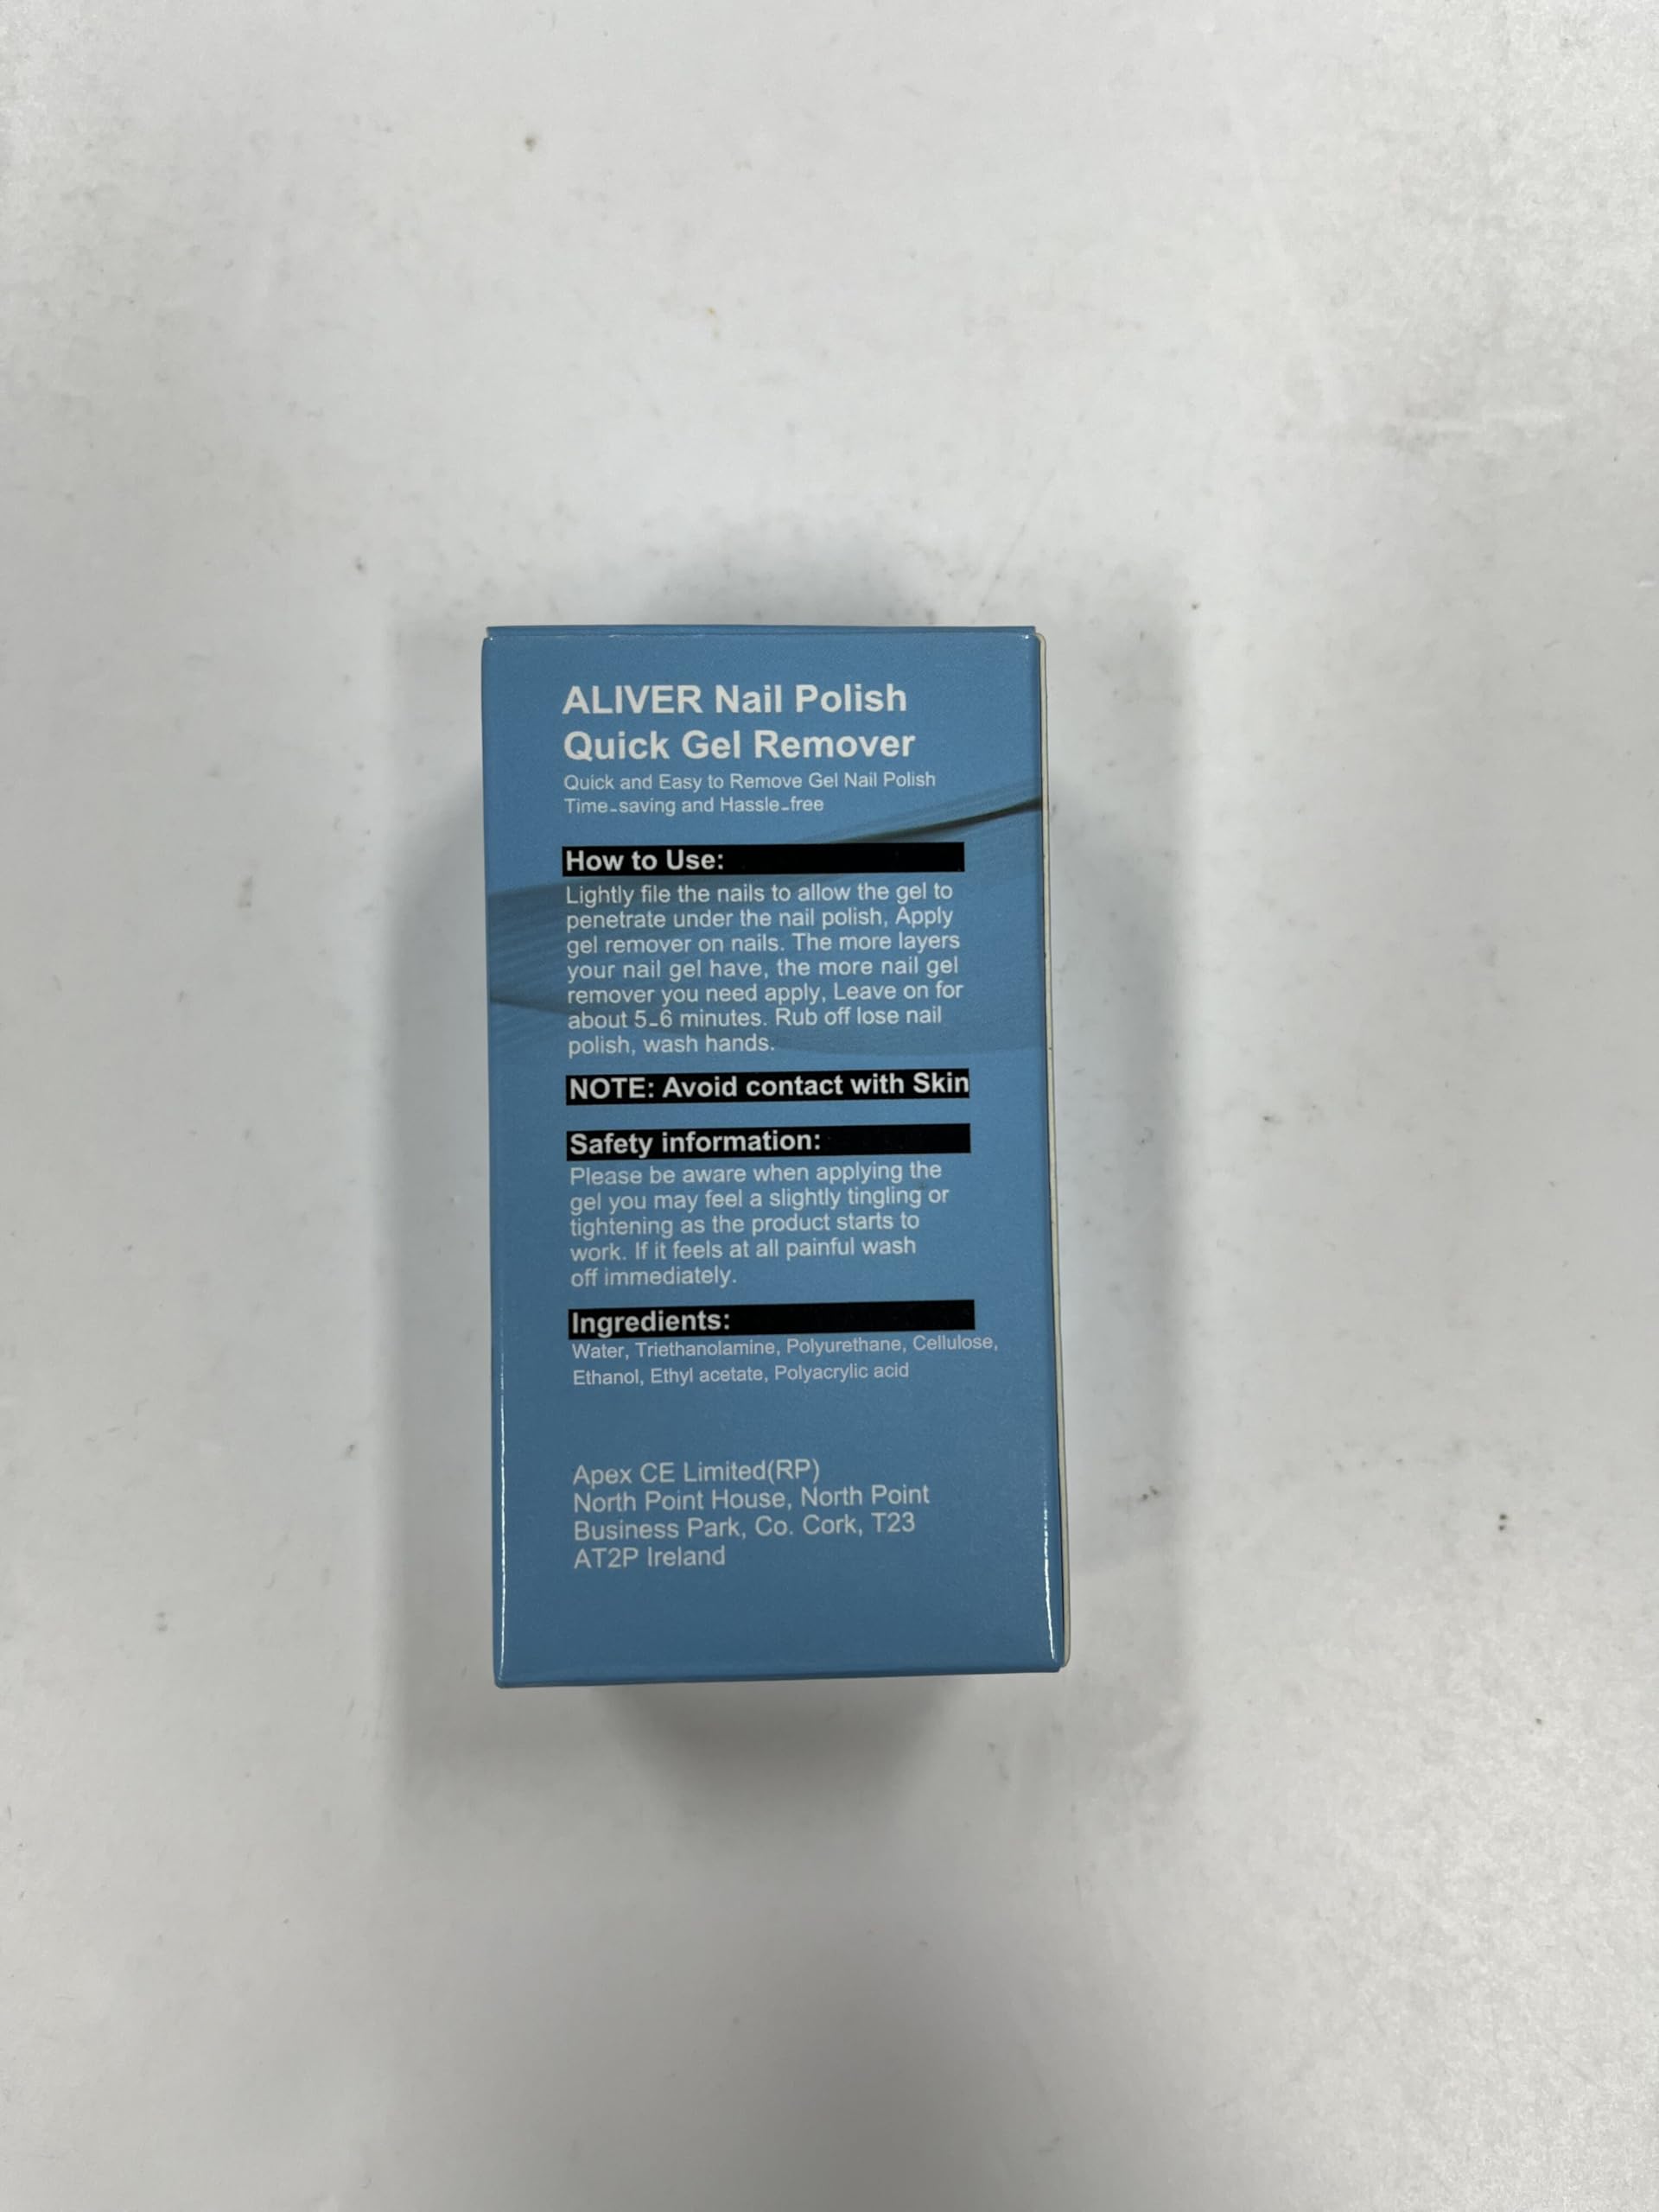 ALIVER Nail Polish
Quick Gel Remover
Quick and Easy to Remove Gel Nail Polish
Time-saving and Hassle-free
How to Use:
Lightly file the nails to allow the gel to
penetrate under the nail polish, Apply
gel remover on nails. The more layers
your nail gel have, the more nail gel
remover you need apply, Leave on for
about 5-6 minutes. Rub off lose nail
polish, wash hands.
NOTE: Avoid contact with Skin
Safety information:
Please be aware when applying the
gel you may feel a slightly tingling or
tightening as the product starts to
work. If it feels at all painful wash
off immediately.
Ingredients:
Water, Triethanolamine, Polyurethane, Cellulose,
Ethanol, Ethyl acetate, Polyacrylic acid
Apex CE Limited(RP)
North Point House, North Point
Business Park, Co. Cork, T23
AT2P Ireland